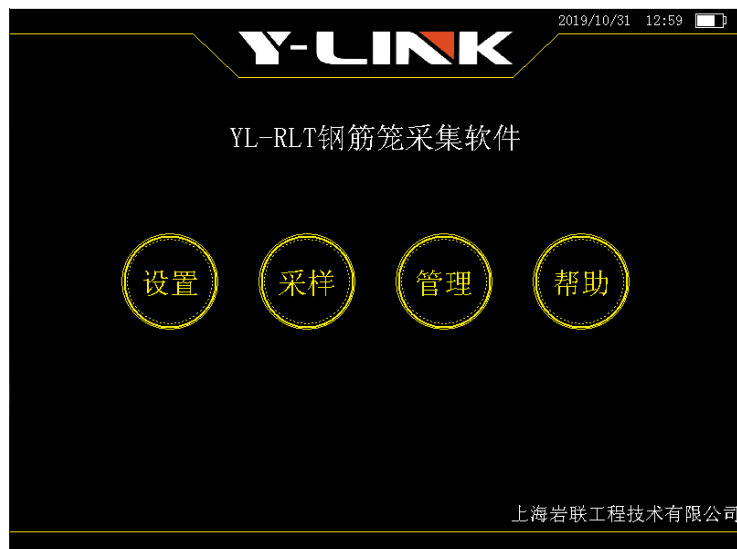 2019/10/31 12:59
Y-LINK
YL-RLT钢筋笼采集软件
设置 采样 管理 帮助
上海岩联工程技术有限公司